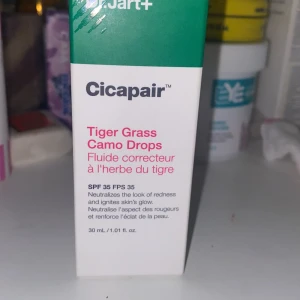 Dr.Jart+
Cicapair™
Tiger Grass
Camo Drops
Fluide correcteur
à l'herbe du tigre
SPF 35 FPS 35
Neutralizes the look of redness
and ignites skin's glow.
Neutralise l'aspect des rougeurs
et renforce l'éclat de la peau.
30 mL / 1.01 fl. oz.